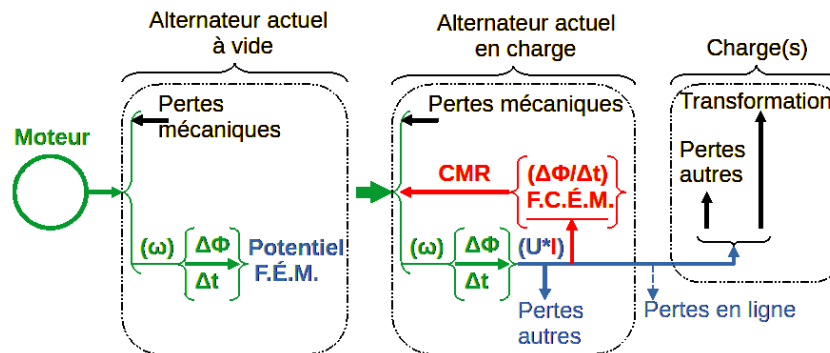 Alternateur actuel
à vide
Alternateur actuel
en charge
Charge(s)
Pertes
mécaniques
Moteur
(ω)
ΔΦ
Δt
Potentiel
F.É.M.
Pertes mécaniques
CMR
(ΔΦ/Δt)
F.C.É.M.
(ω)
ΔΦ
Δt
(U*I)
Pertes
autres
Transformation
Pertes
autres
Pertes en ligne